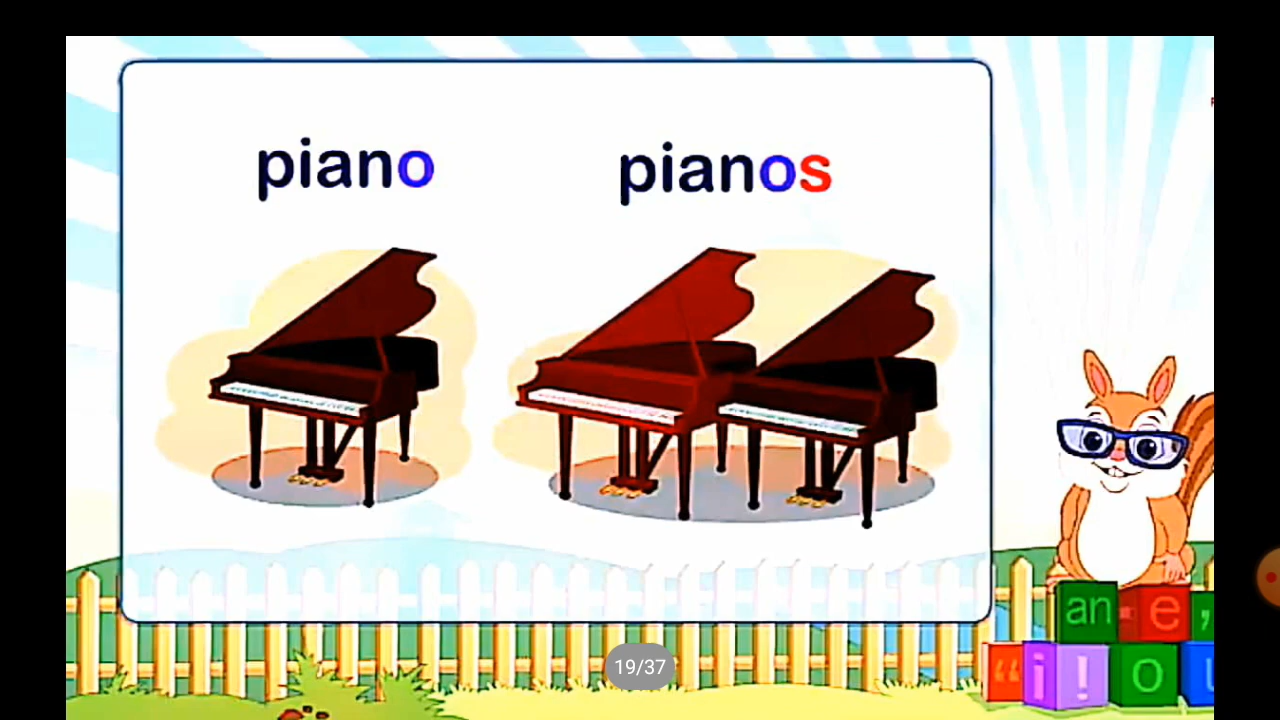 piano pianos
an e ,
“ i ! o
19/37